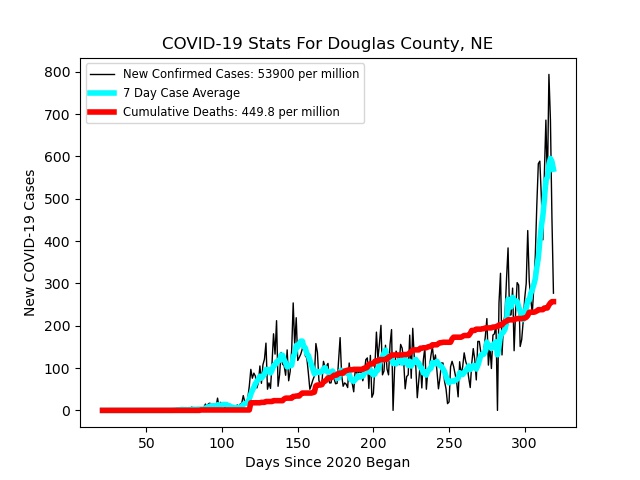 COVID-19 Stats For Douglas County, NE
New Confirmed Cases: 53900 per million
7 Day Case Average
Cumulative Deaths: 449.8 per million
New COVID-19 Cases
800
700
600
500
400
300
200
100
0
50 100 150 200 250 300
Days Since 2020 Began